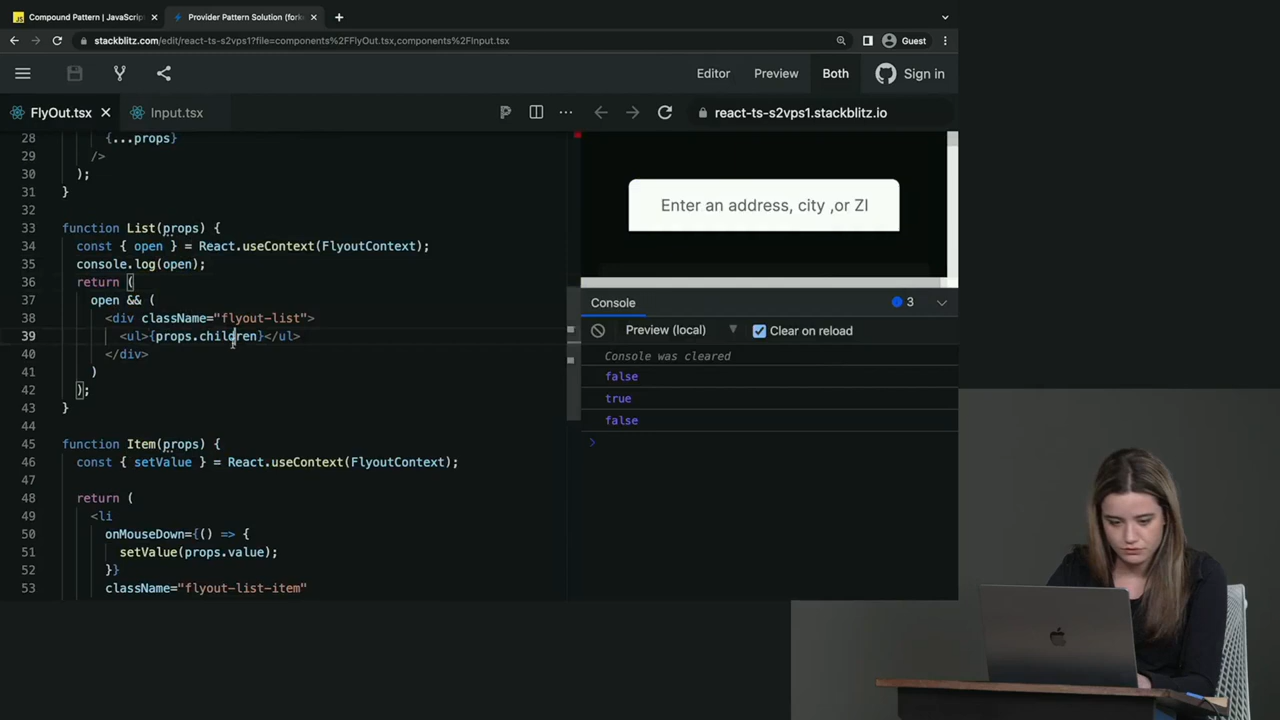 Compound Pattern | JavaScri
Provider Pattern Solution (fork
stackblitz.com/edit/react-ts-s2vps1?file=components%2FFlyOut.tsx,components%2FInput.tsx
Guest
Editor
Preview
Both
Sign in
FlyOut.tsx
Input.tsx
react-ts-s2vps1.stackblitz.io
28 {...props}
29 />
30 );
31 }
32
33 function List(props) {
34 const { open } = React.useContext(FlyoutContext);
35 console.log(open);
36 return (
37 open && (
38 <div className="flyout-list">
39 <ul>{props.children}</ul>
40 </div>
41 )
42 );
43 }
44
45 function Item(props) {
46 const { setValue } = React.useContext(FlyoutContext);
47
48 return (
49 <li
50 onMouseDown={() => {
51 setValue(props.value);
52 }}
53 className="flyout-list-item"
Enter an address, city ,or ZI
Console
3
Preview (local)
Clear on reload
Console was cleared
false
true
false